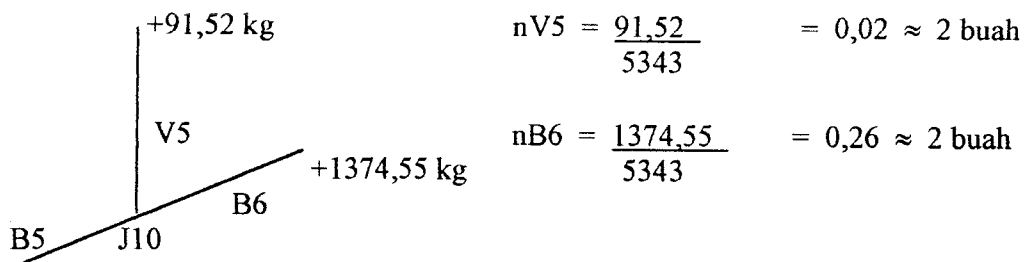 +91,52 kg
nV5 = 91,52 = 0,02 ≈ 2 buah
5343
V5
nB6 = 1374,55 = 0,26 ≈ 2 buah
5343
+1374,55 kg
B6
B5
J10